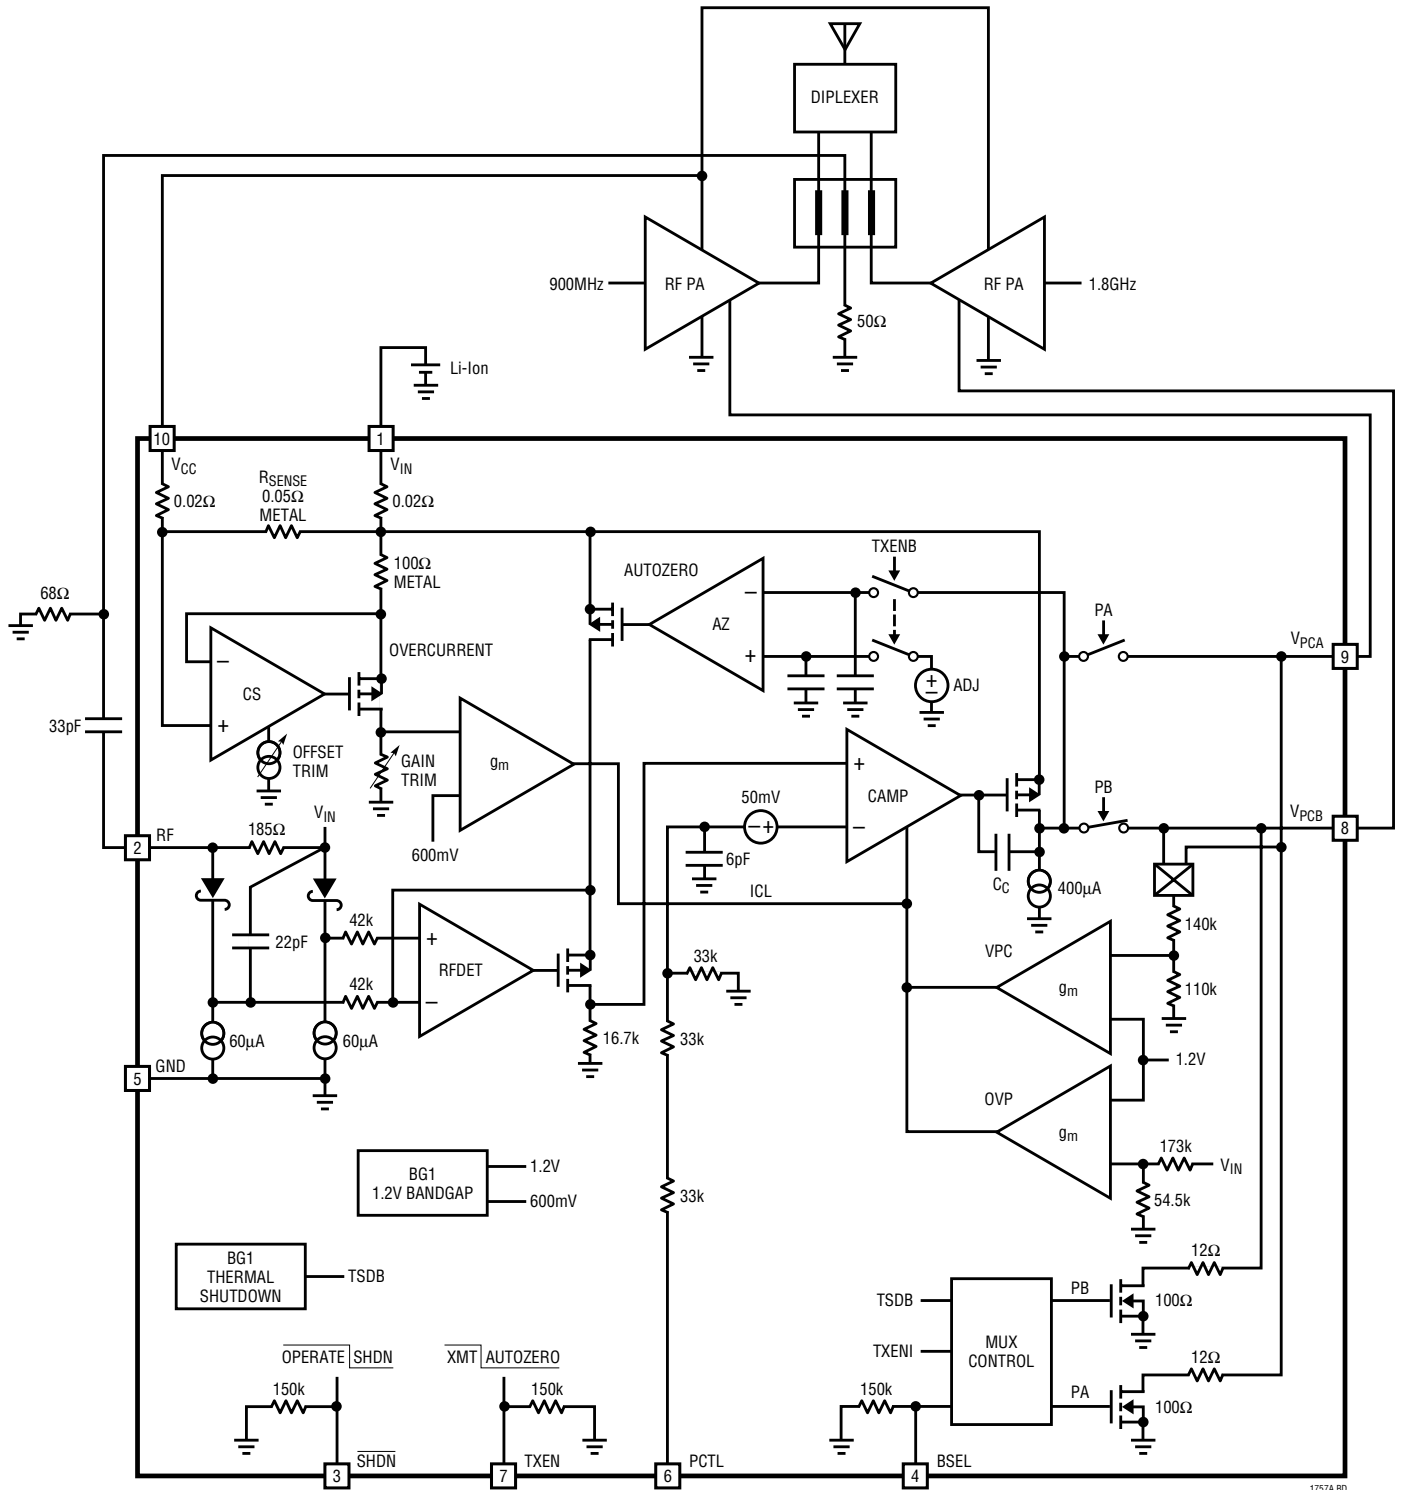 DIPLEXER
900MHz
RF PA
RF PA
1.8GHz
50Ω
Li-Ion
10
1
VCC
VIN
RSENSE
0.05Ω
METAL
0.02Ω
0.02Ω
100Ω
METAL
AUTOZERO
TXENB
68Ω
AZ
−
+
PA
VPCA
9
OVERCURRENT
−
CS
+
+
−
ADJ
33pF
OFFSET
TRIM
GAIN
TRIM
gm
600mV
+
CAMP
−
50mV
−+
PB
VPCB
8
VIN
2
RF
185Ω
6pF
CC
400µA
ICL
22pF
42k
42k
+
RFDET
−
140k
VPC
gm
110k
33k
33k
16.7k
60µA
60µA
1.2V
5
GND
OVP
gm
173k
VIN
54.5k
BG1
1.2V BANDGAP
1.2V
600mV
33k
BG1
THERMAL
SHUTDOWN
TSDB
12Ω
PB
100Ω
TSDB
TXENI
MUX
CONTROL
12Ω
PA
100Ω
OPERATE SHDN
XMT AUTOZERO
150k
150k
150k
3
SHDN
7
TXEN
6
PCTL
4
BSEL
1757A BD